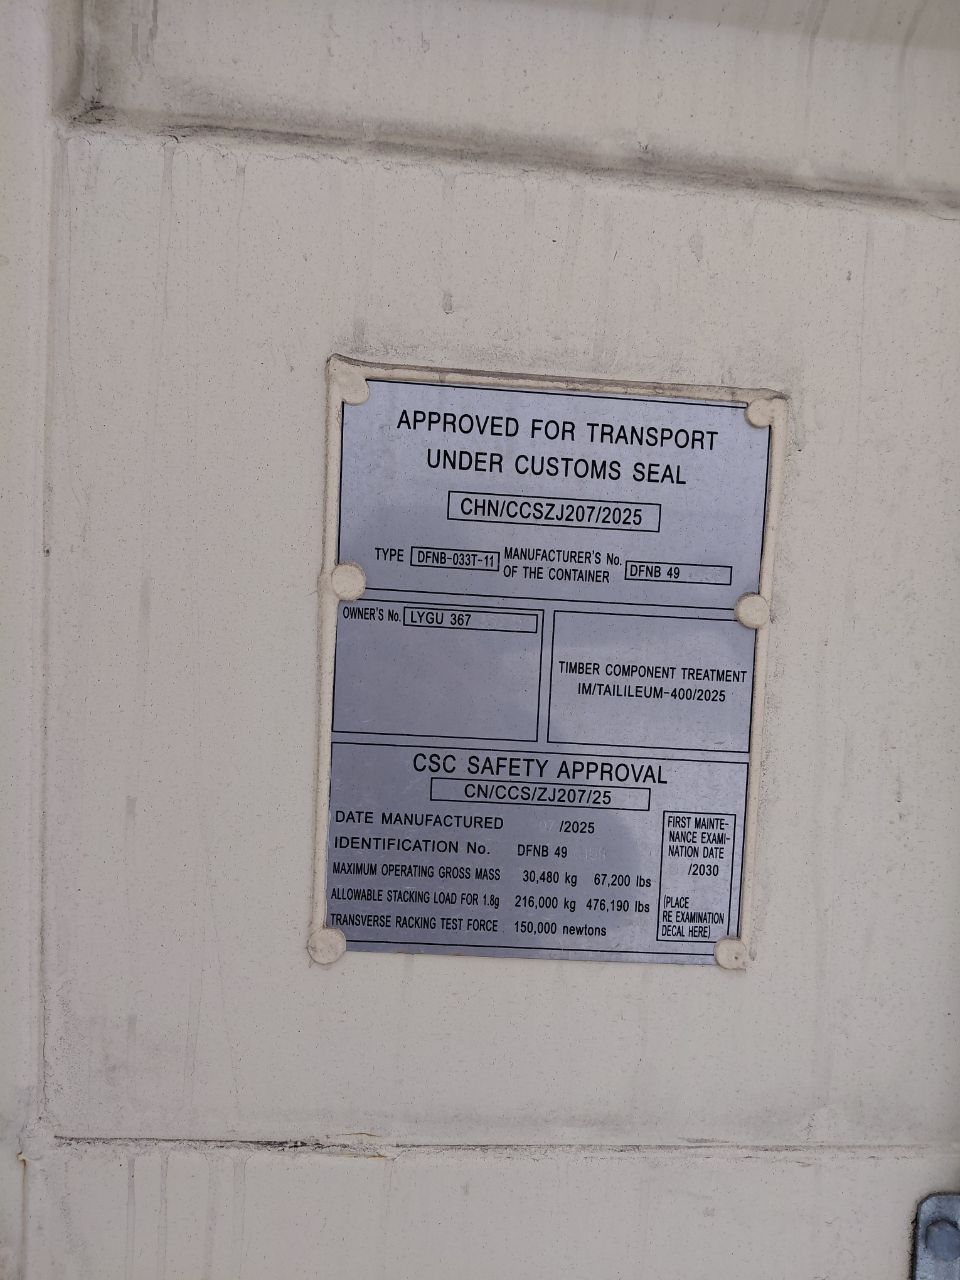 APPROVED FOR TRANSPORT
UNDER CUSTOMS SEAL
CHN/CCSZJ207/2025
TYPE DFNB-033T-11 MANUFACTURER'S No. OF THE CONTAINER DFNB 49
OWNER'S No. LYGU 367
TIMBER COMPONENT TREATMENT
IM/TAILILEUM-400/2025
CSC SAFETY APPROVAL
CN/CCS/ZJ207/25
DATE MANUFACTURED /2025
IDENTIFICATION No. DFNB 49
MAXIMUM OPERATING GROSS MASS 30,480 kg 67,200 lbs
ALLOWABLE STACKING LOAD FOR 1.8g 216,000 kg 476,190 lbs
TRANSVERSE RACKING TEST FORCE 150,000 newtons
FIRST MAINTE-
NANCE EXAMI-
NATION DATE
/2030
(PLACE
RE EXAMINATION
DECAL HERE)